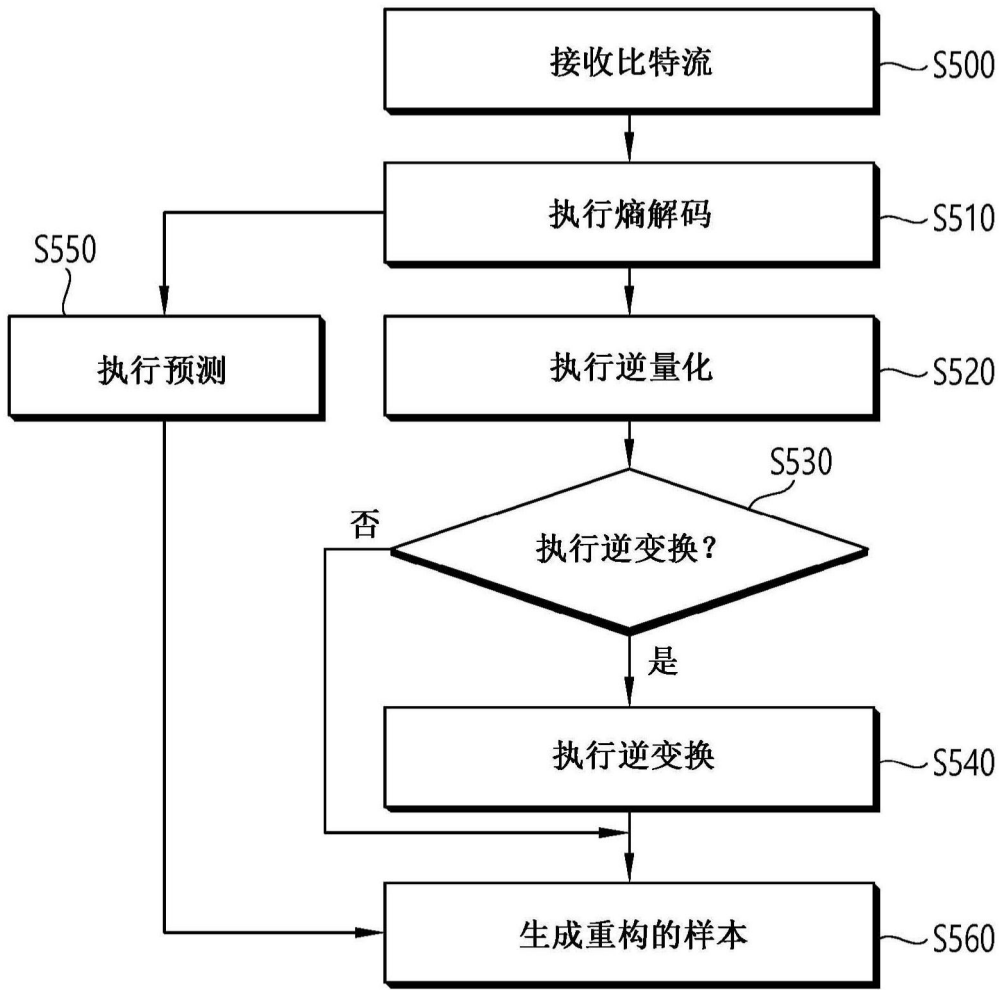 接收比特流
S500
执行熵解码
S510
S550
执行预测
执行逆量化
S520
S530
否
执行逆变换?
是
执行逆变换
S540
生成重构的样本
S560